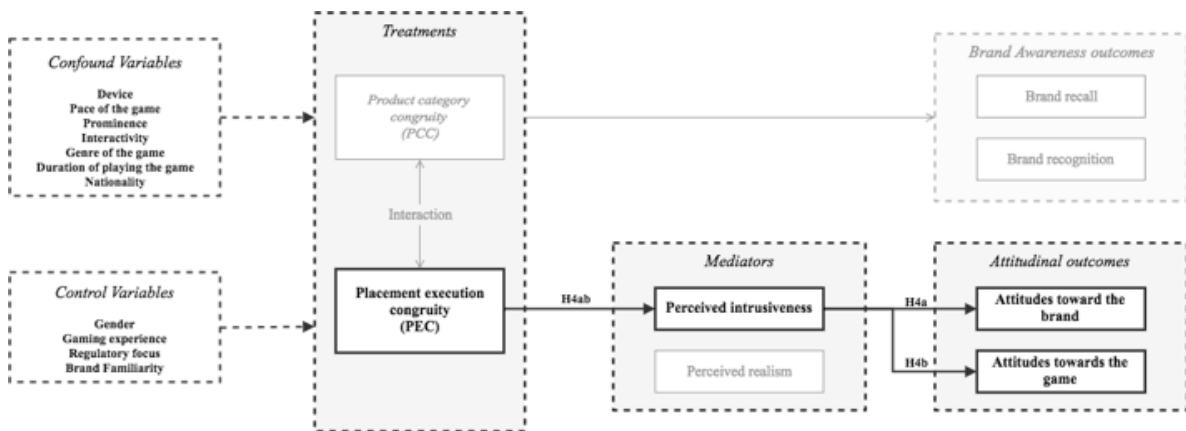 Confound Variables
Device
Pace of the game
Prominence
Interactivity
Genre of the game
Duration of playing the game
Nationality
Control Variables
Gender
Gaming experience
Regulatory focus
Brand Familiarity
Treatments
Product category
congruity
(PCC)
Interaction
Placement execution
congruity
(PEC)
H4ab
Mediators
Perceived intrusiveness
Perceived realism
H4a
H4b
Brand Awareness outcomes
Brand recall
Brand recognition
Attitudinal outcomes
Attitudes toward the
brand
Attitudes towards the
game